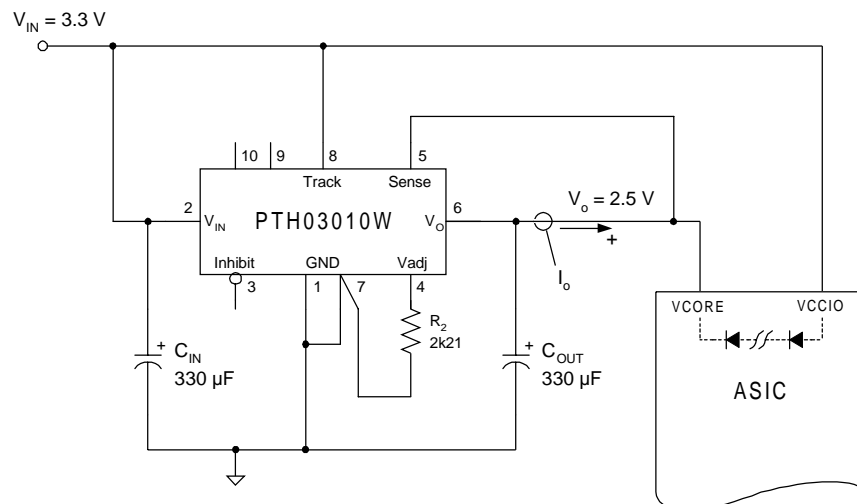 V_IN = 3.3 V
10 9 8 5
Track Sense
V_o = 2.5 V
2 V_IN PTH03010W V_O 6
+
Inhibit GND Vadj
I_o
3 1 7 4
VCORE VCCIO
R_2
2k21
+ C_IN
330 µF
+ C_OUT
330 µF
ASIC